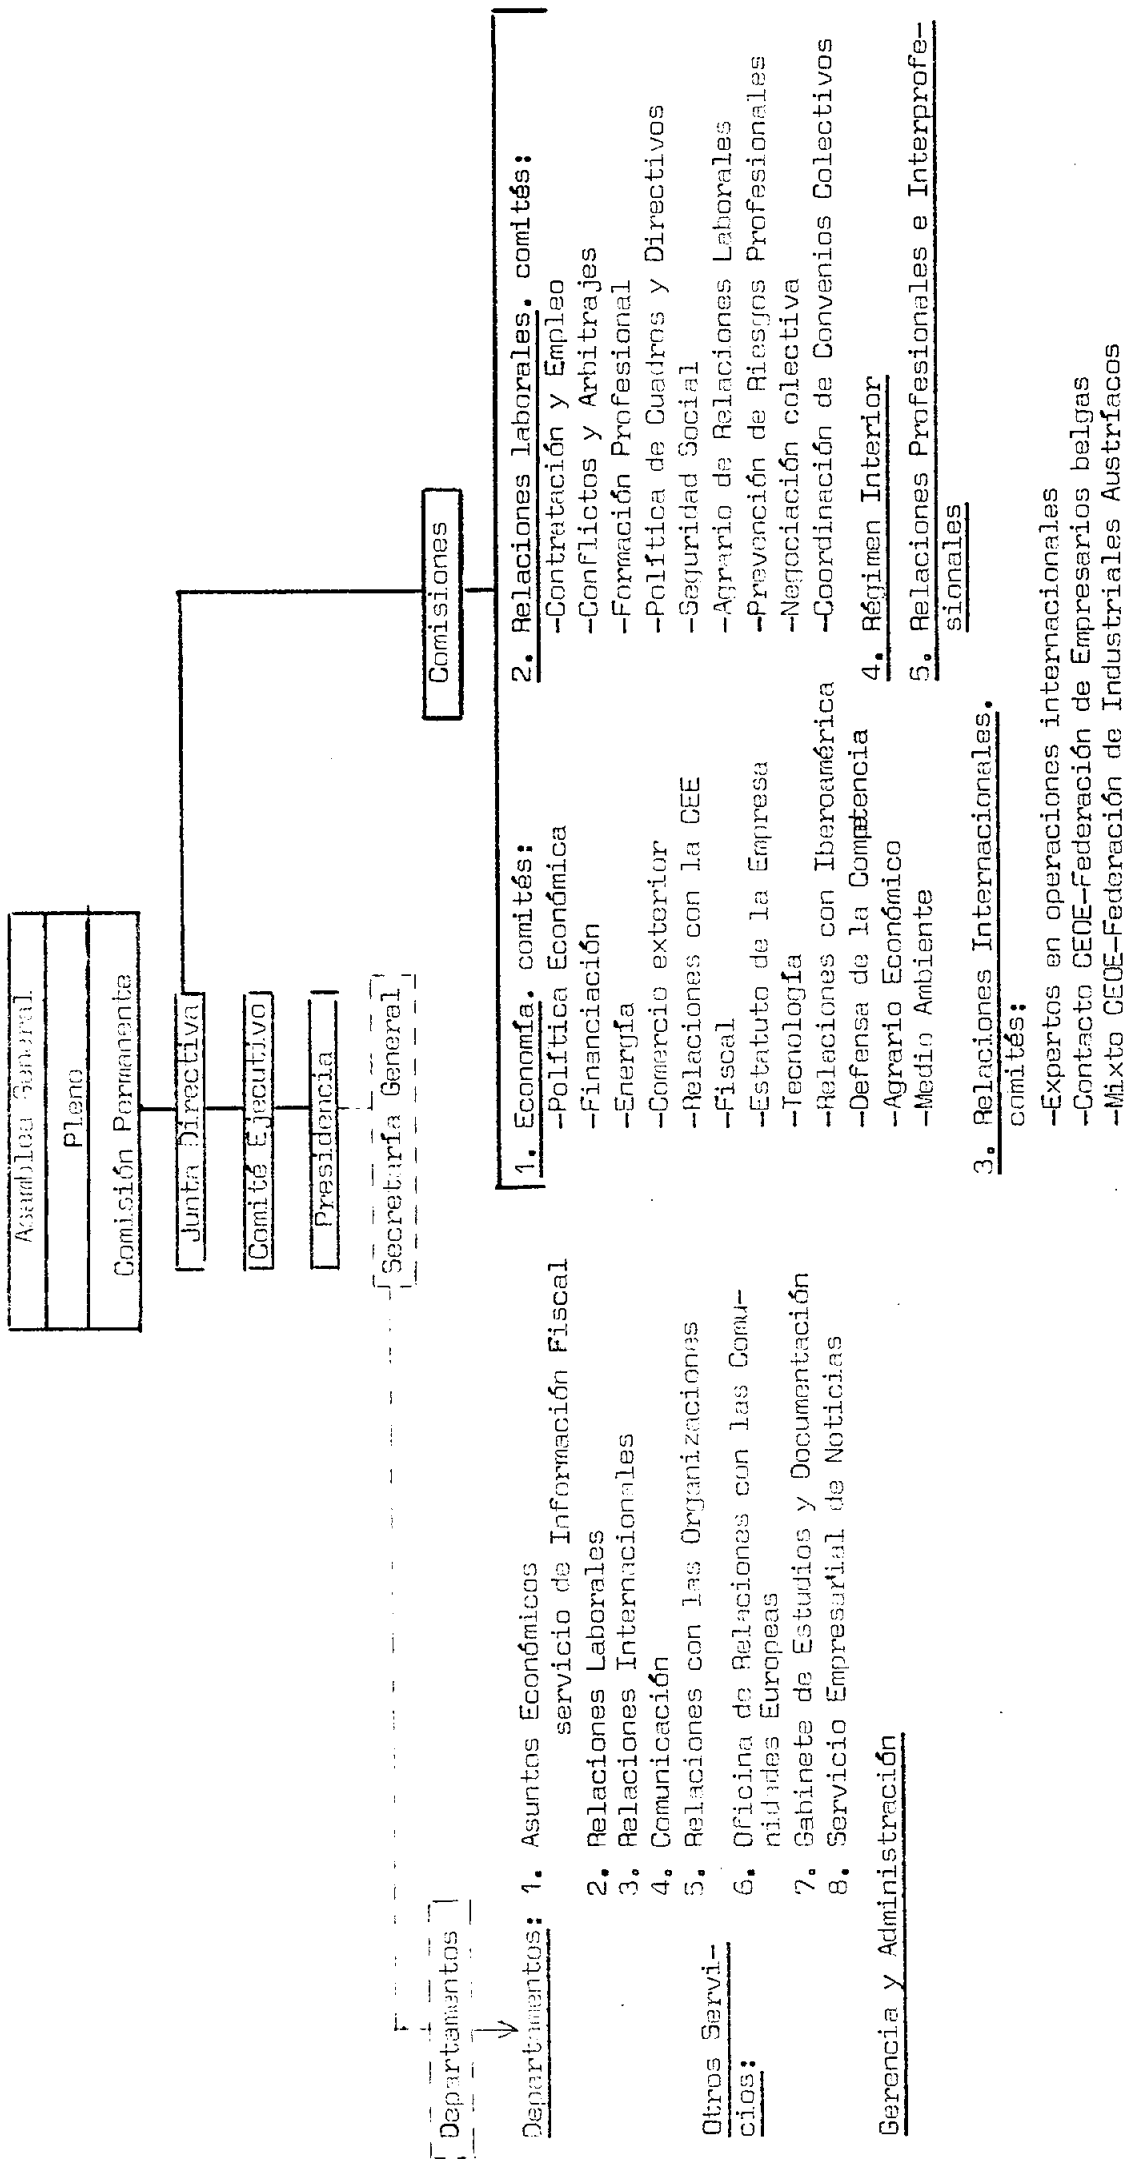 Asamblea General
Pleno
Comisión Permanente
Junta Directiva
Comité Ejecutivo
Presidencia
Secretaría General
Departamentos
Departamentos:
1. Asuntos Económicos
servicio de Información Fiscal
2. Relaciones Laborales
3. Relaciones Internacionales
4. Comunicación
5. Relaciones con las Organizaciones
Otros Servi-
cios:
6. Oficina de Relaciones con las Comu-
nidades Europeas
7. Gabinete de Estudios y Documentación
8. Servicio Empresarial de Noticias
Gerencia y Administración
Comisiones
1. Economía. comités:
-Política Económica
-Financiación
-Energía
-Comercio exterior
-Relaciones con la CEE
-Fiscal
-Estatuto de la Empresa
-Tecnología
-Relaciones con Iberoamérica
-Defensa de la Competencia
-Agrario Económico
-Medio Ambiente
2. Relaciones laborales. comités:
-Contratación y Empleo
-Conflictos y Arbitrajes
-Formación Profesional
-Política de Cuadros y Directivos
-Seguridad Social
-Agrario de Relaciones Laborales
-Prevención de Riesgos Profesionales
-Negociación colectiva
-Coordinación de Convenios Colectivos
3. Relaciones Internacionales.
comités:
-Expertos en operaciones internacionales
-Contacto CEOE-Federación de Empresarios belgas
-Mixto CEOE-Federación de Industriales Austríacos
4. Régimen Interior
5. Relaciones Profesionales e Interprofe-
sionales